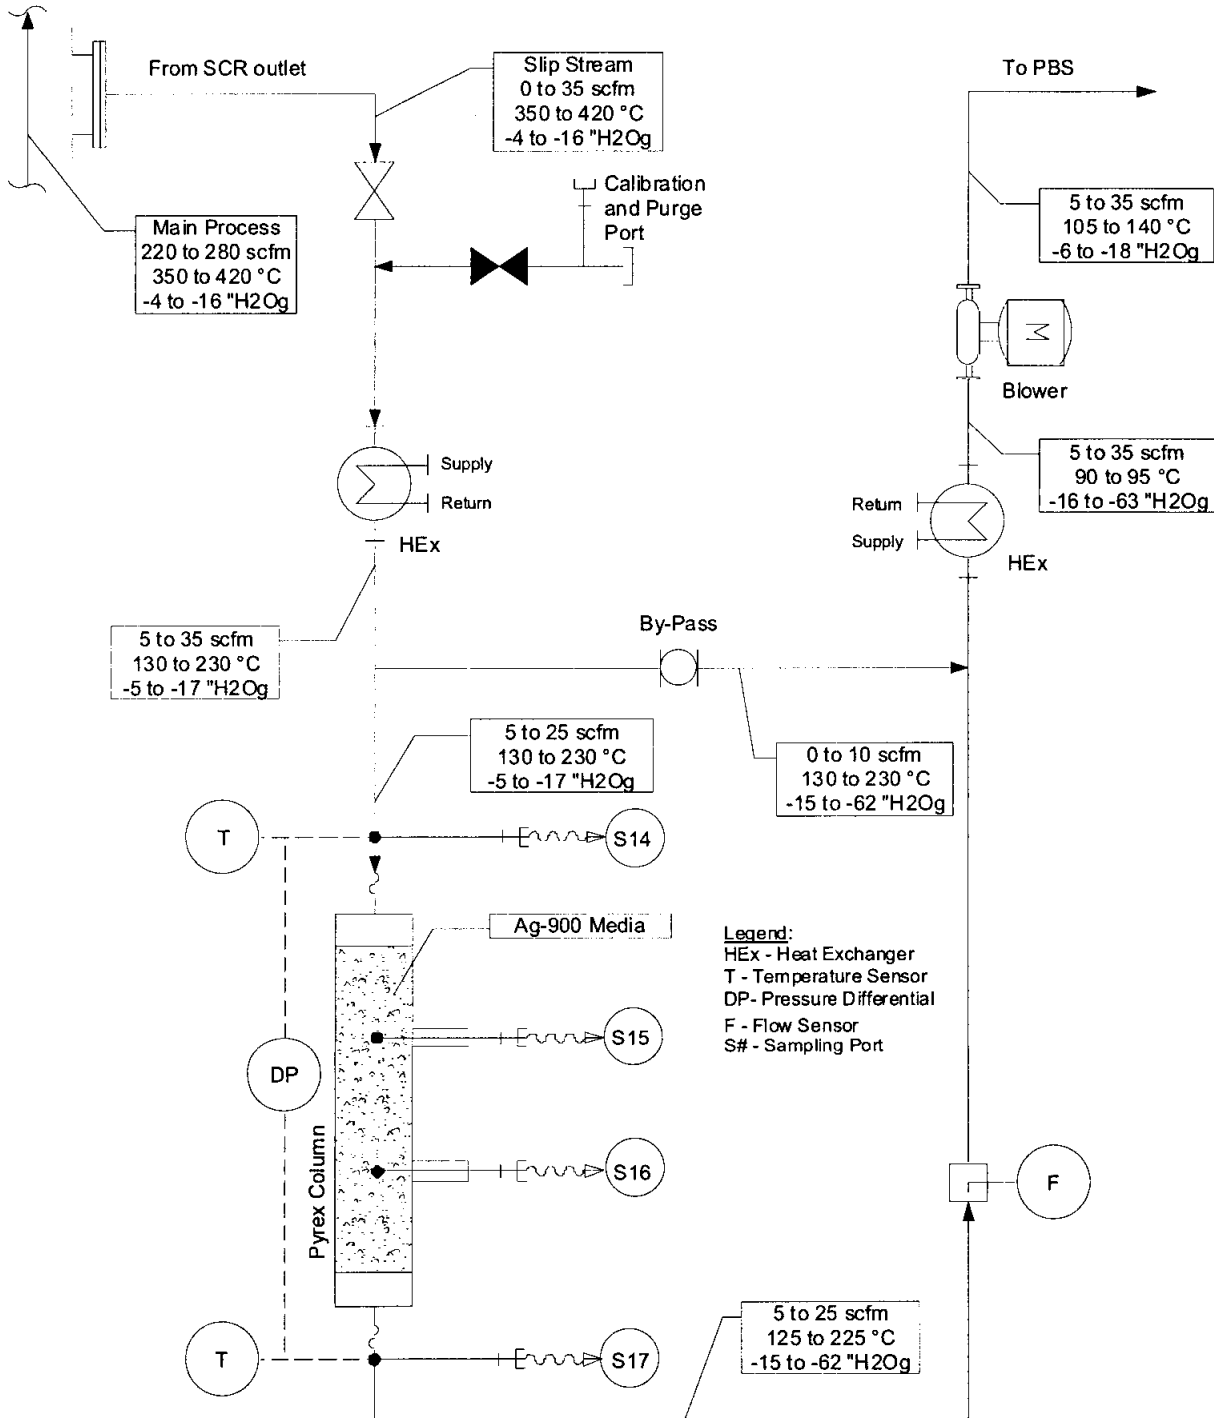 From SCR outlet
Slip Stream
0 to 35 scfm
350 to 420 °C
-4 to -16 "H2Og
To PBS
Calibration
and Purge
Port
Main Process
220 to 280 scfm
350 to 420 °C
-4 to -16 "H2Og
5 to 35 scfm
105 to 140 °C
-6 to -18 "H2Og
M
Blower
Supply
Return
HEx
5 to 35 scfm
90 to 95 °C
-16 to -63 "H2Og
Return
Supply
HEx
5 to 35 scfm
130 to 230 °C
-5 to -17 "H2Og
By-Pass
5 to 25 scfm
130 to 230 °C
-5 to -17 "H2Og
0 to 10 scfm
130 to 230 °C
-15 to -62 "H2Og
T
S14
Ag-900 Media
Legend:
HEx - Heat Exchanger
T - Temperature Sensor
DP- Pressure Differential
F - Flow Sensor
S# - Sampling Port
S15
DP
Pyrex Column
S16
F
5 to 25 scfm
125 to 225 °C
-15 to -62 "H2Og
T
S17